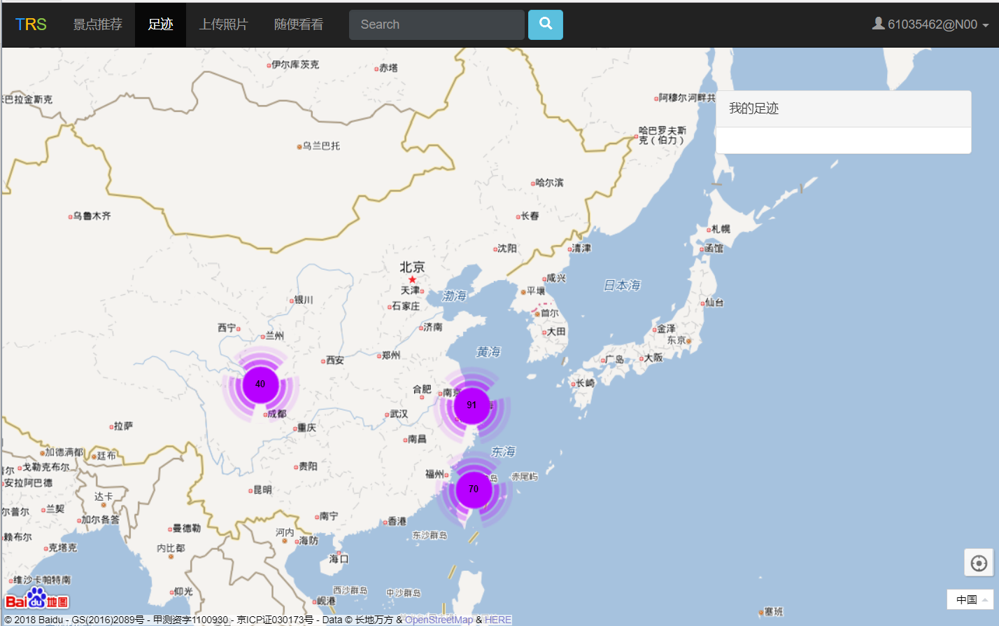 TRS 景点推荐 足迹 上传照片 随便看看 Search 61035462@N00
伊尔库茨克
赤塔
巴拉金斯克
阿穆尔河畔共
我的足迹
哈巴罗夫斯
克（伯力）
乌兰巴托
哈尔滨
乌鲁木齐
长春
札幌
沈阳
清津
函馆
北京
咸兴
天津
渤海
平壤
日本海
银川
石家庄
首尔
仙台
西宁
兰州
济南
大田
金泽
东京
西安
郑州
黄海
广岛
大阪
40
合肥
南京
长崎
91
成都
武汉
拉萨
重庆
南昌
加德满都
廷布
东海
戈勒克布尔
贵阳
福州
岛
赤尾屿
安拉阿巴德
昆明
70
达卡
兰契
加尔各答
南宁
香港
曼德勒
河内
海防
东沙群岛
赖布尔
克塔克
内比都
海口
维沙卡帕特南
仰光
西沙群岛
中沙群岛
岘港
中国
Bai du 地图
塞班
© 2018 Baidu - GS(2016)2089号 - 甲测资字1100930 - 京ICP证030173号 - Data © 长地万方 & OpenStreetMap & HERE